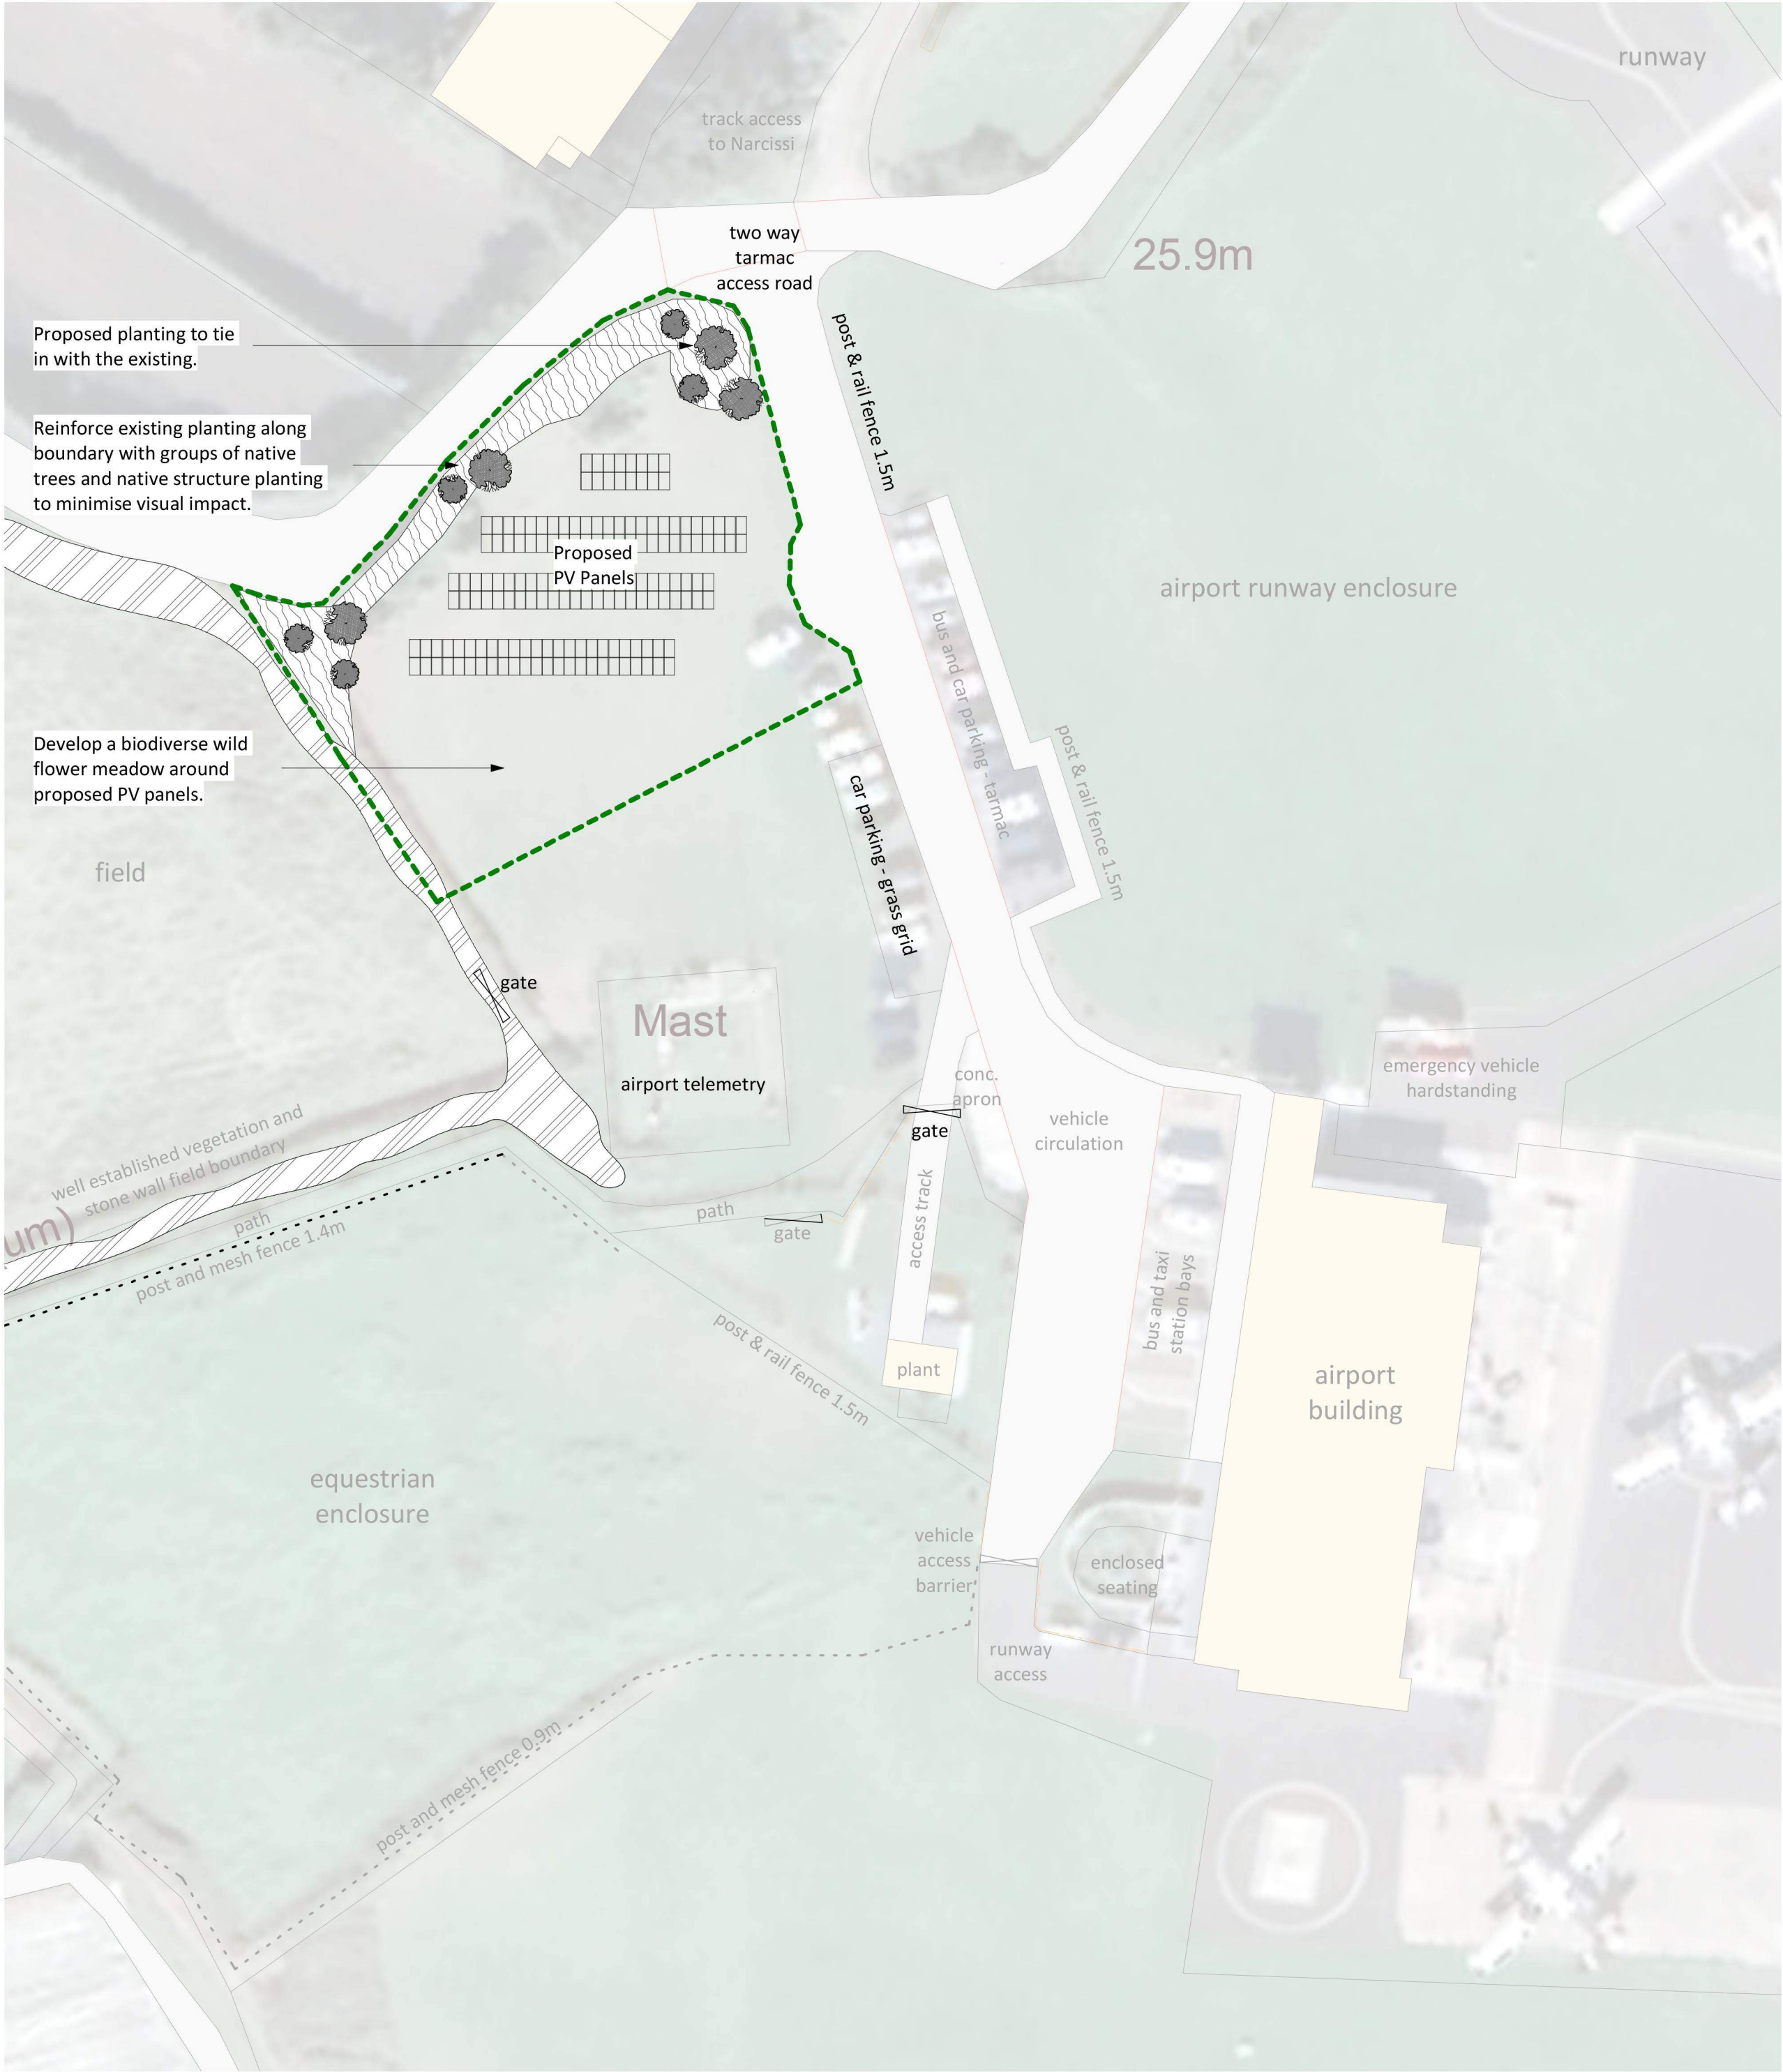 runway
track access
to Narcissi
two way
tarmac
access road
25.9m
Proposed planting to tie
in with the existing.
post & rail fence 1.5m
Reinforce existing planting along
boundary with groups of native
trees and native structure planting
to minimise visual impact.
Proposed
PV Panels
airport runway enclosure
bus and car parking - tarmac
Develop a biodiverse wild
flower meadow around
proposed PV panels.
post & rail fence 1.5m
car parking - grass grid
field
gate
Mast
airport telemetry
conc.
apron
gate
vehicle
circulation
emergency vehicle
hardstanding
well established vegetation and
stone wall field boundary
um)
path
post and mesh fence 1.4m
path
gate
access track
bus and taxi
station bays
post & rail fence 1.5m
plant
airport
building
equestrian
enclosure
vehicle
access
barrier
enclosed
seating
runway
access
post and mesh fence 0.9m